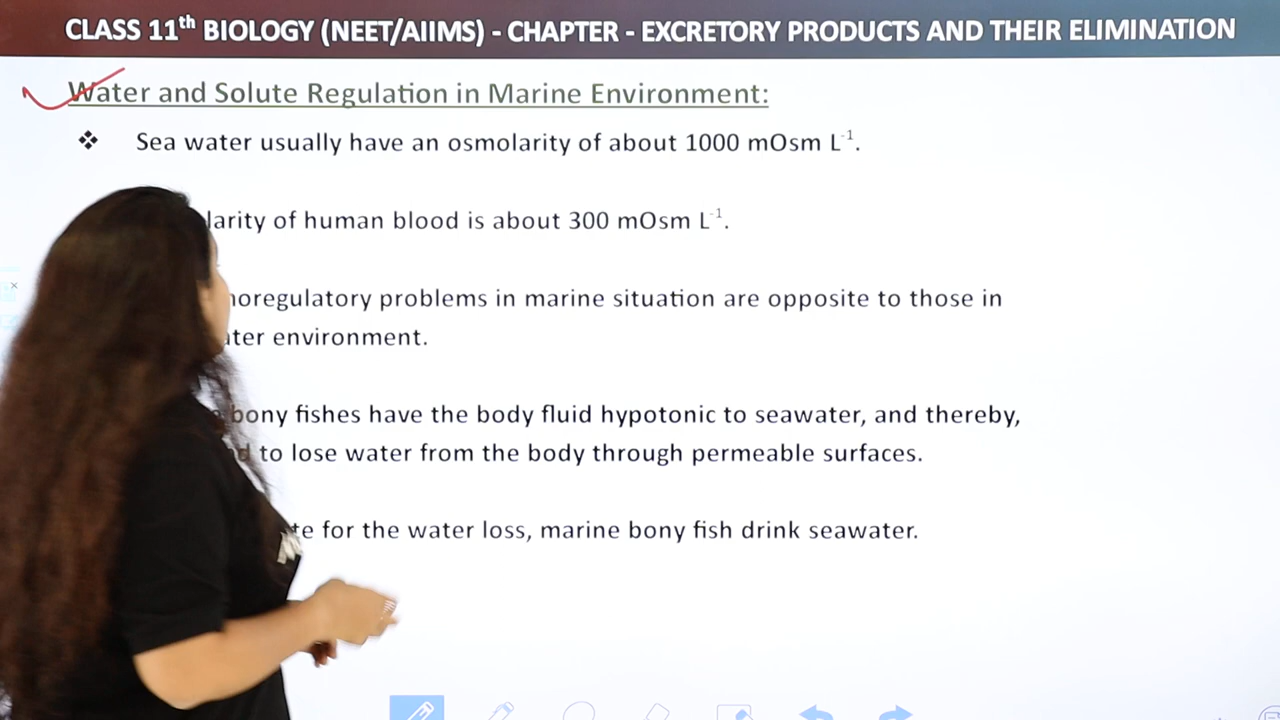 CLASS 11th BIOLOGY (NEET/AIIMS) - CHAPTER - EXCRETORY PRODUCTS AND THEIR ELIMINATION
Water and Solute Regulation in Marine Environment:
❖ Sea water usually have an osmolarity of about 1000 mOsm L-1.
larity of human blood is about 300 mOsm L-1.
noregulatory problems in marine situation are opposite to those in
ter environment.
bony fishes have the body fluid hypotonic to seawater, and thereby,
d to lose water from the body through permeable surfaces.
te for the water loss, marine bony fish drink seawater.